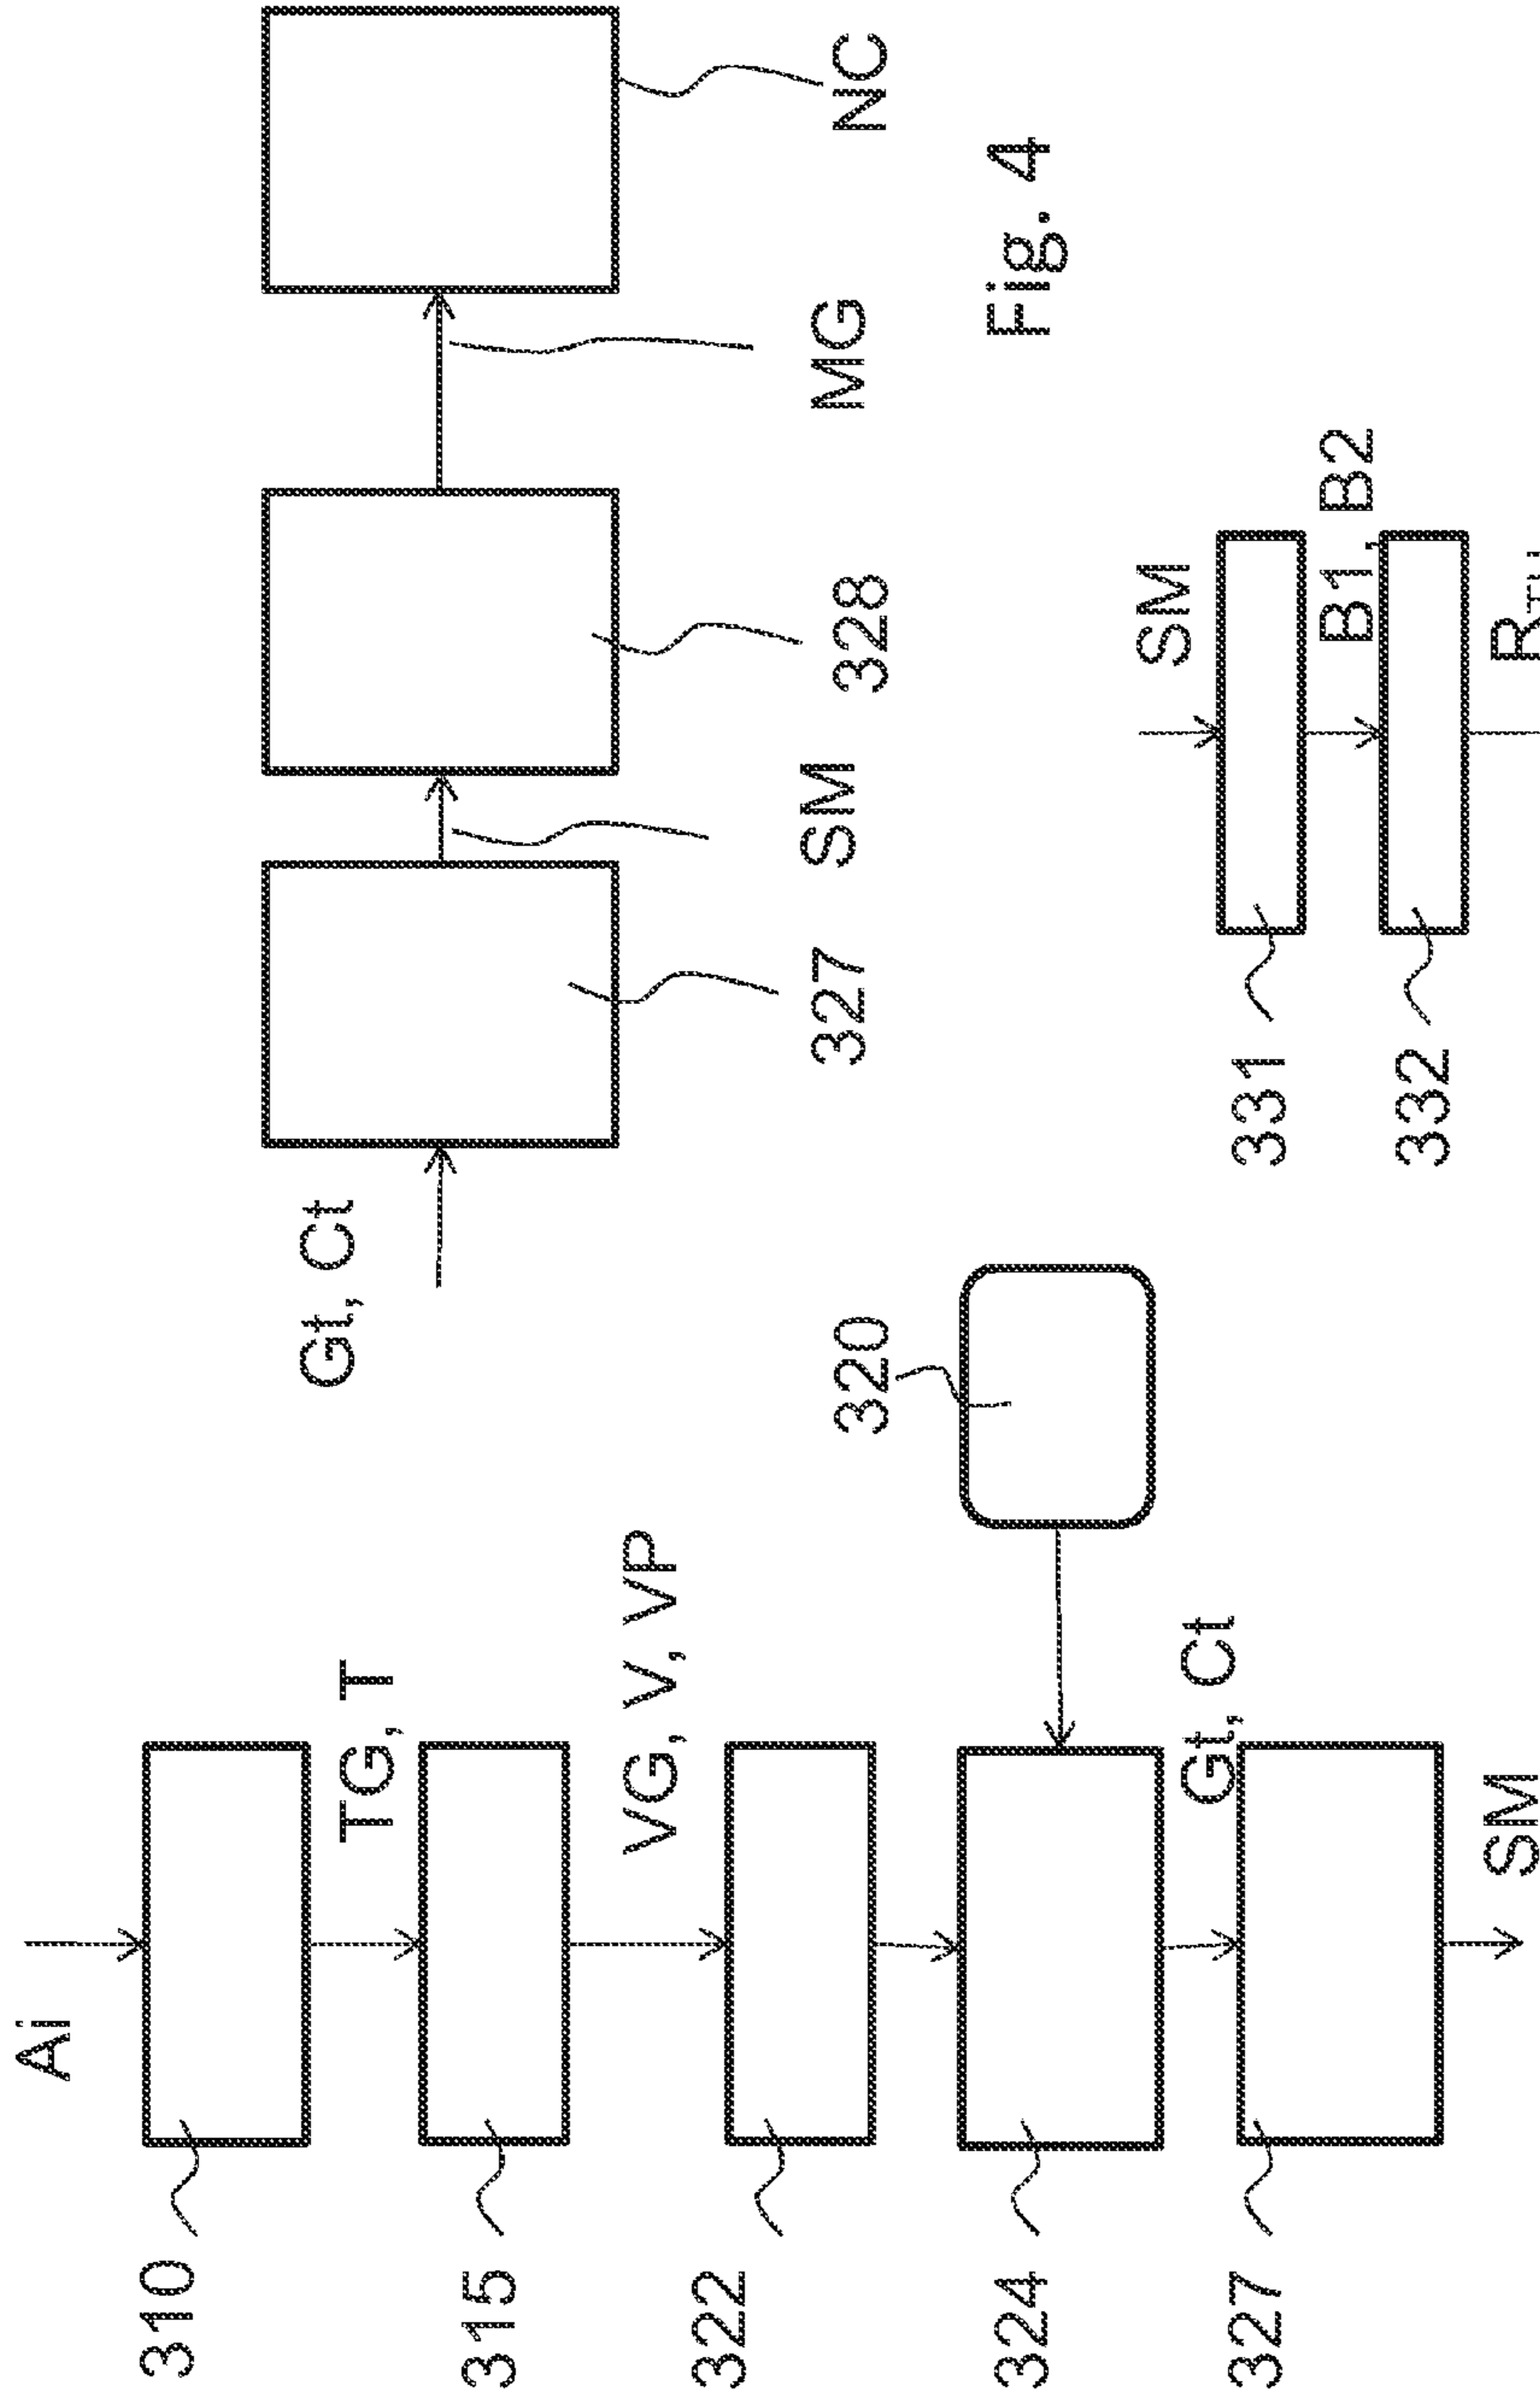 Ai
310
TG, T
315
VG, V, VP
322
320
324
Gt, Ct
327
SM
Gt, Ct
327
SM
328
MG
NC
Fig. 4
SM
331
B1, B2
332